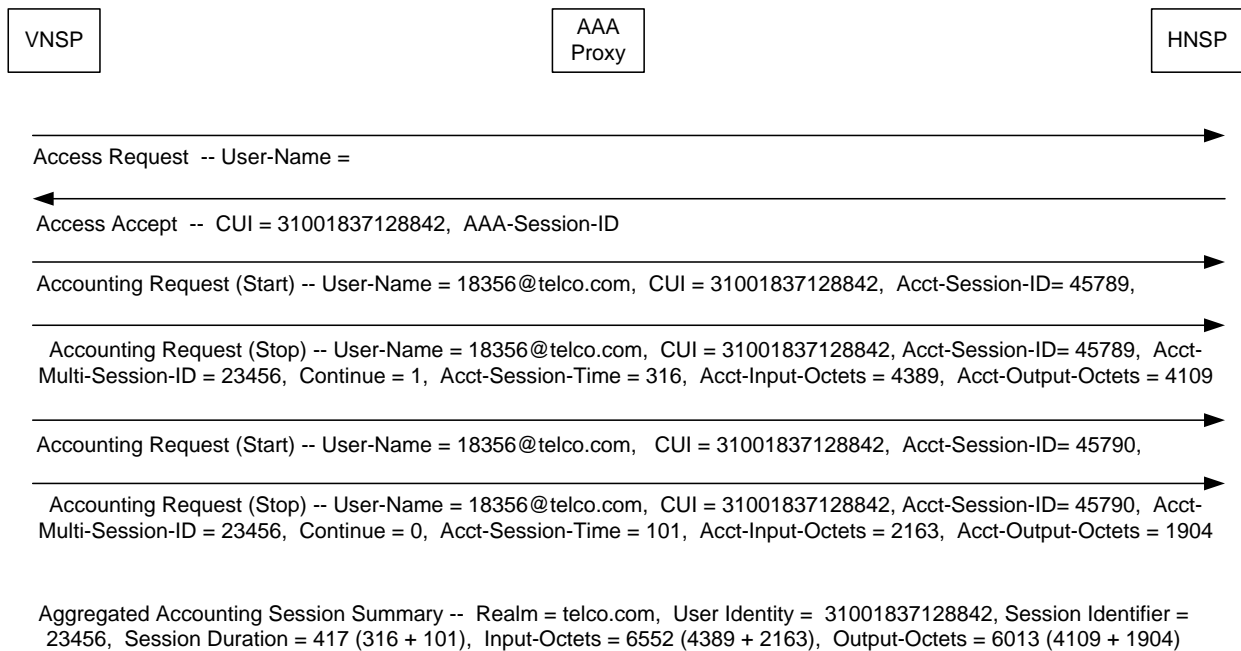 VNSP
AAA
Proxy
HNSP
Access Request -- User-Name =
Access Accept -- CUI = 31001837128842, AAA-Session-ID
Accounting Request (Start) -- User-Name = 18356@telco.com, CUI = 31001837128842, Acct-Session-ID= 45789,
Accounting Request (Stop) -- User-Name = 18356@telco.com, CUI = 31001837128842, Acct-Session-ID= 45789, Acct-
Multi-Session-ID = 23456, Continue = 1, Acct-Session-Time = 316, Acct-Input-Octets = 4389, Acct-Output-Octets = 4109
Accounting Request (Start) -- User-Name = 18356@telco.com, CUI = 31001837128842, Acct-Session-ID= 45790,
Accounting Request (Stop) -- User-Name = 18356@telco.com, CUI = 31001837128842, Acct-Session-ID= 45790, Acct-
Multi-Session-ID = 23456, Continue = 0, Acct-Session-Time = 101, Acct-Input-Octets = 2163, Acct-Output-Octets = 1904
Aggregated Accounting Session Summary -- Realm = telco.com, User Identity = 31001837128842, Session Identifier =
23456, Session Duration = 417 (316 + 101), Input-Octets = 6552 (4389 + 2163), Output-Octets = 6013 (4109 + 1904)